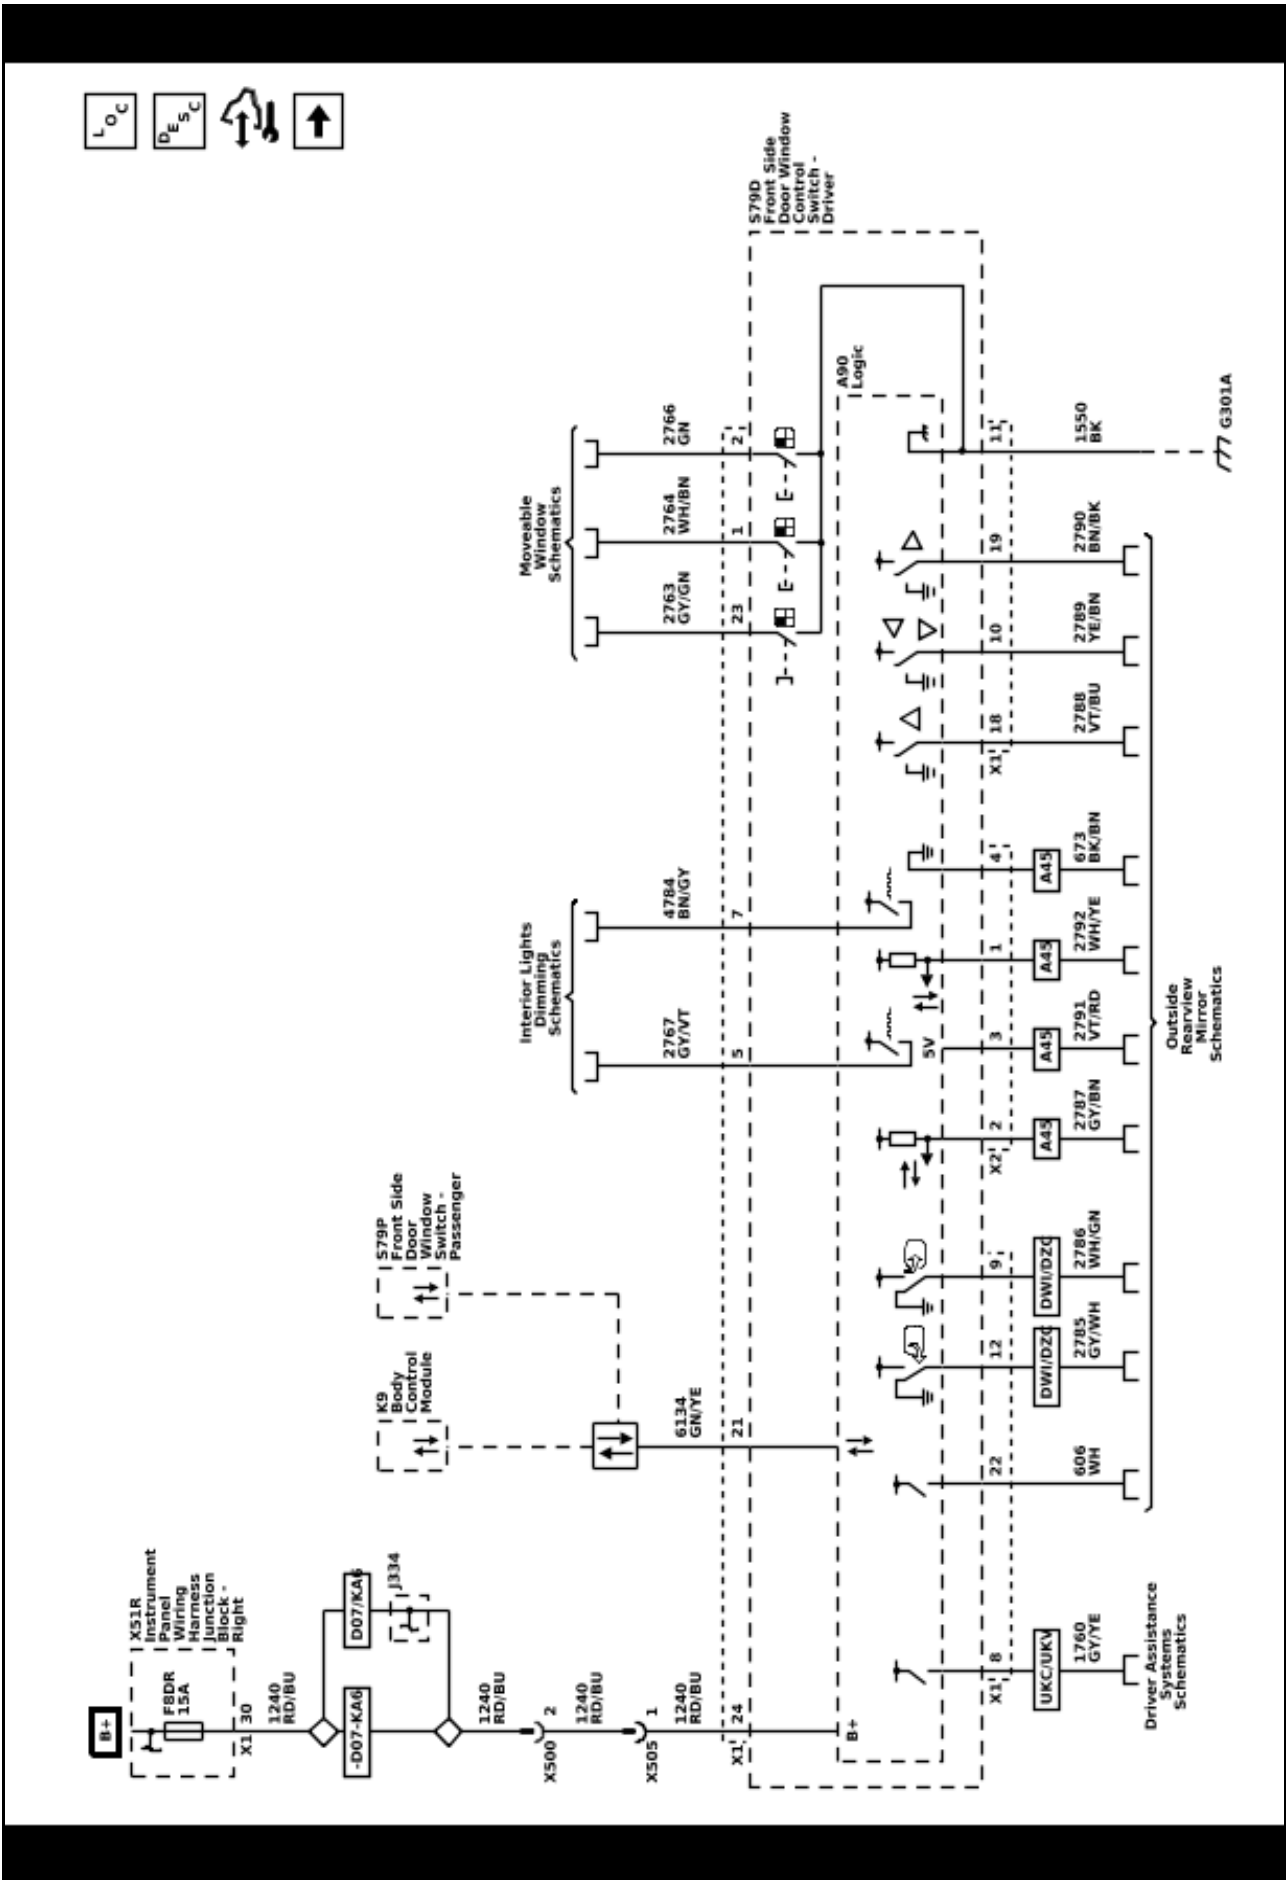 B+
X51R
Instrument
Panel
Wiring
Harness
Junction
Block -
Right
F8DR
15A
X1 30
1240
RD/BU
-D07-KA6
D07/KA6
J334
1240
RD/BU
X500 2
1240
RD/BU
X505 1
1240
RD/BU
X1 24
B+
LOC
DESC
K9
Body
Control
Module
S79P
Front Side
Door
Window
Switch -
Passenger
6134
GN/YE
21
Interior Lights
Dimming
Schematics
2767
GY/VT
5
4784
BN/GY
7
Moveable
Window
Schematics
2763
GY/GN
23
2764
WH/BN
1
2766
GN
2
S79D
Front Side
Door Window
Control
Switch -
Driver
A90
Logic
5V
X1 8
UKC/UKV
1760
GY/YE
Driver Assistance
Systems
Schematics
22
606
WH
12
DWI/DZC
2785
GY/WH
9
DWI/DZC
2786
WH/GN
X2 2
A45
2787
GY/BN
3
A45
2791
VT/RD
1
A45
2792
WH/YE
4
A45
673
BK/BN
X1 18
2788
VT/BU
10
2789
YE/BN
19
2790
BN/BK
11
1550
BK
G301A
Outside
Rearview
Mirror
Schematics